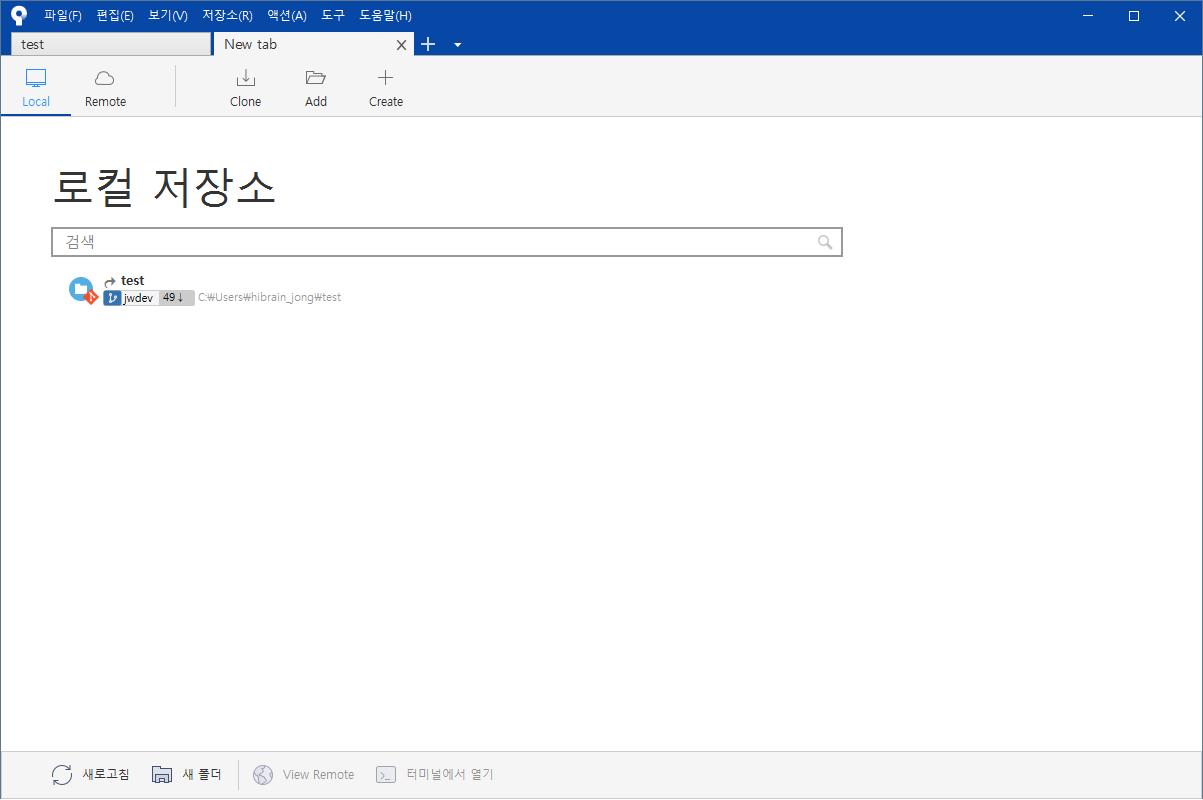 파일(F) 편집(E) 보기(V) 저장소(R) 액션(A) 도구 도움말(H)
test New tab
Local Remote Clone Add Create
로컬 저장소
검색
test
jwdev 49↓ C:₩Users₩hibrain_jong₩test
새로고침 새 폴더 View Remote 터미널에서 열기